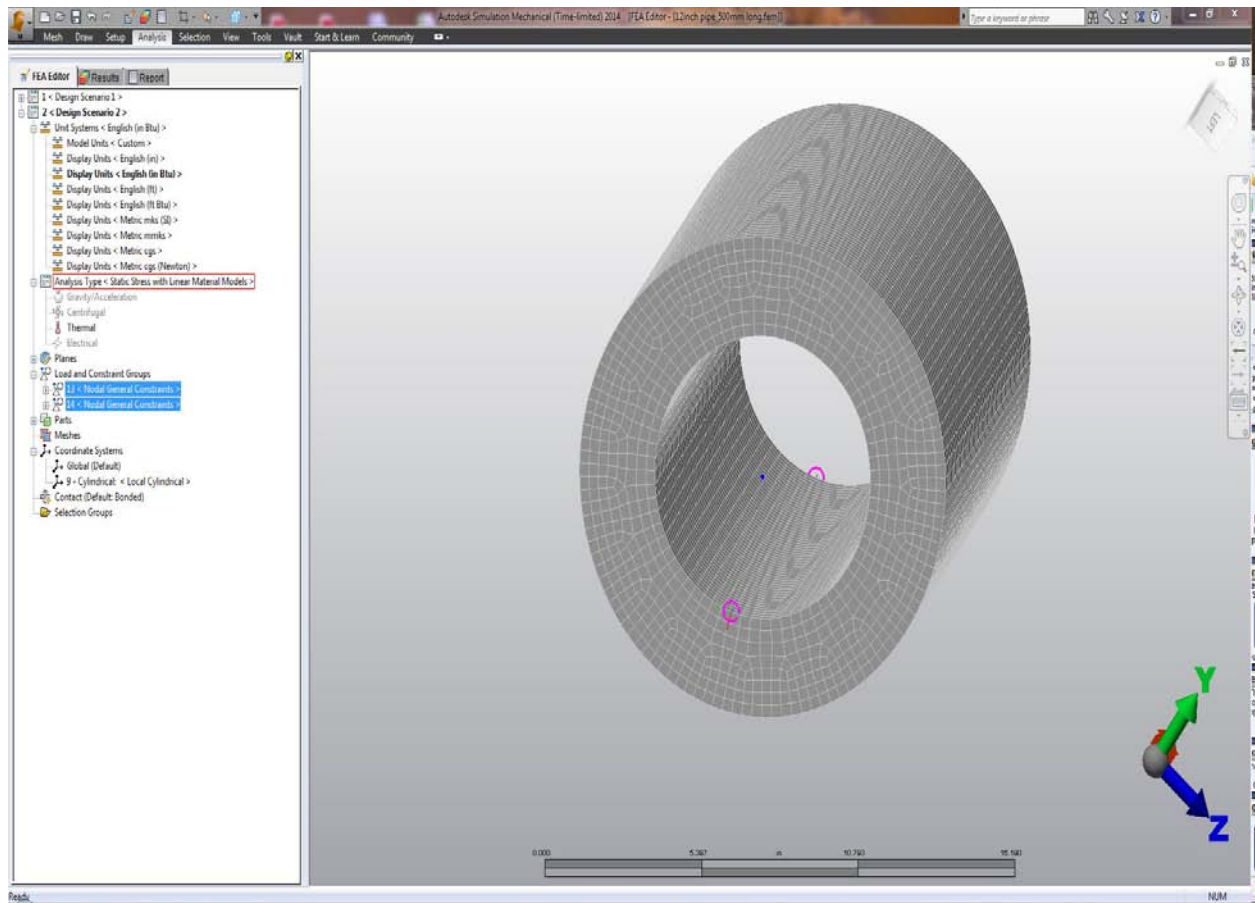 Autodesk Simulation Mechanical (Time-limited) 2014 [FEA Editor - [12inch pipe_500mm long.fem]]
Type a keyword or phrase
Mesh Draw Setup Analysis Selection View Tools Vault Start & Learn Community
FEA Editor Results Report
1 < Design Scenario 1 >
2 < Design Scenario 2 >
Unit Systems < English (in Btu) >
Model Units < Custom >
Display Units < English (in) >
Display Units < English (in Btu) >
Display Units < English (ft) >
Display Units < English (ft Btu) >
Display Units < Metric mks (SI) >
Display Units < Metric mmks >
Display Units < Metric cgs >
Display Units < Metric cgs (Newton) >
Analysis Type < Static Stress with Linear Material Models >
Gravity/Acceleration
Centrifugal
Thermal
Electrical
Planes
Load and Constraint Groups
13 < Nodal General Constraints >
14 < Nodal General Constraints >
Parts
Meshes
Coordinate Systems
Global (Default)
9 - Cylindrical: < Local Cylindrical >
Contact (Default: Bonded)
Selection Groups
LEFT
Y
Z
0.000 5.397 in 10.793 16.190
Ready
NUM